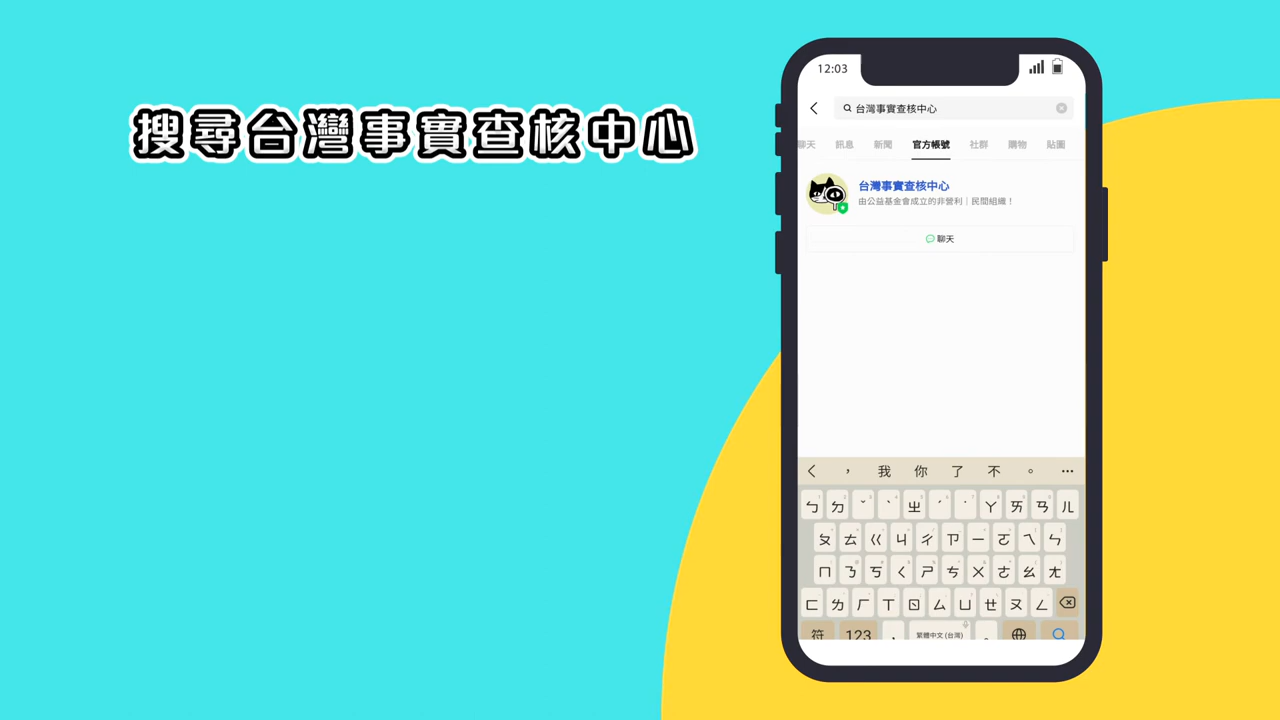 搜尋台灣事實查核中心
12:03
台灣事實查核中心
聊天 訊息 新聞 官方帳號 社群 購物 貼圖
台灣事實查核中心
由公益基金會成立的非營利｜民間組織！
聊天
， 我 你 了 不 。 …
ㄅ ㄉ ˇ ˋ ㄓ ˊ ˙ ㄚ ㄞ ㄢ ㄦ
ㄆ ㄊ ㄍ ㄐ ㄔ ㄗ ㄧ ㄛ ㄟ ㄣ
ㄇ ㄋ ㄎ ㄑ ㄕ ㄘ ㄨ ㄜ ㄠ ㄤ
ㄈ ㄌ ㄏ ㄒ ㄖ ㄙ ㄩ ㄝ ㄡ ㄥ
符 123 ， 繁體中文 (台灣) 。